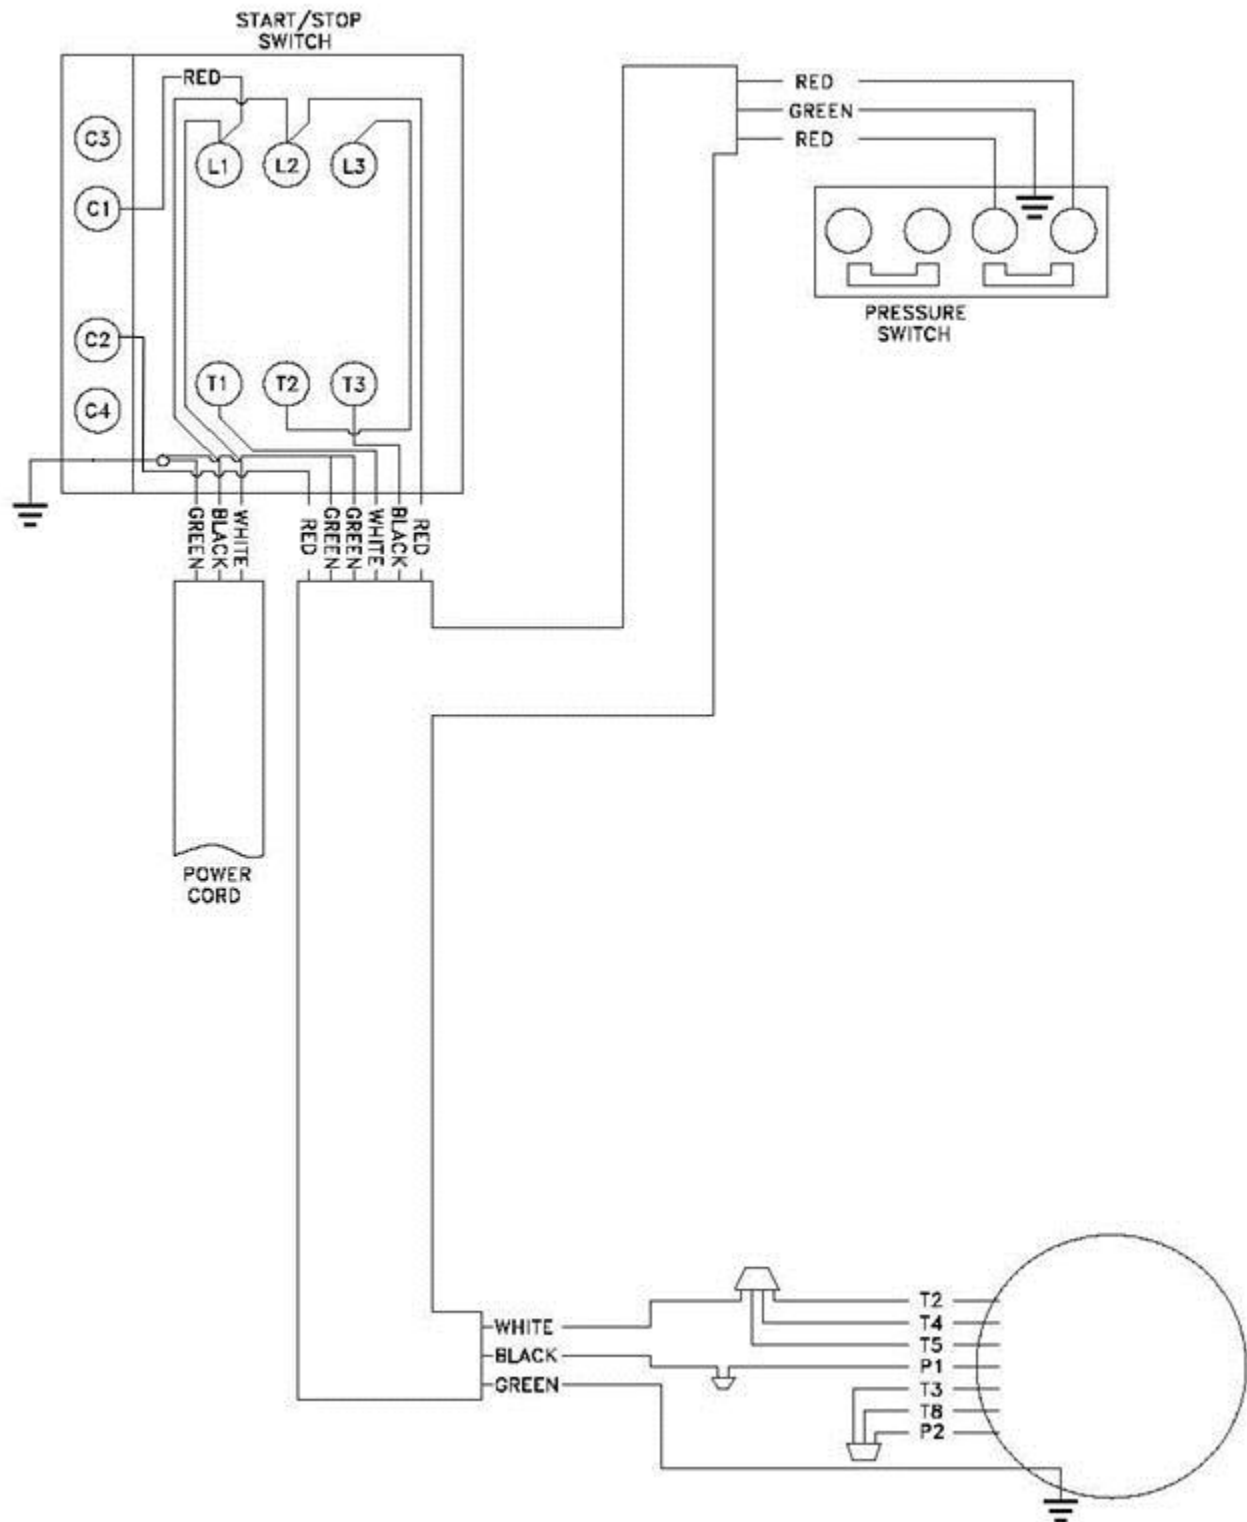 START/STOP
SWITCH
RED
C3
C1
L1
L2
L3
C2
C4
T1
T2
T3
RED
GREEN
RED
PRESSURE
SWITCH
GREEN
BLACK
WHITE
RED
GREEN
GREEN
WHITE
BLACK
RED
POWER
CORD
WHITE
BLACK
GREEN
T2
T4
T5
P1
T3
T8
P2